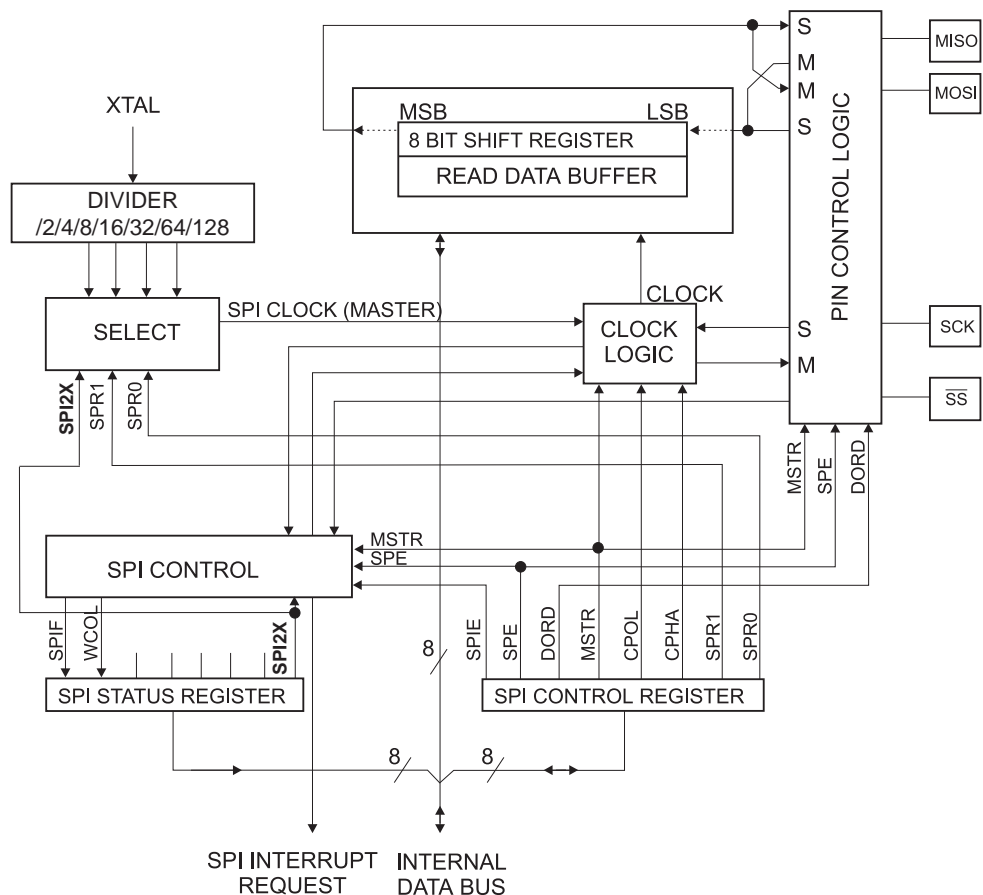 S
MISO
M
XTAL
M
MOSI
MSB
LSB
S
8 BIT SHIFT REGISTER
READ DATA BUFFER
PIN CONTROL LOGIC
DIVIDER
/2/4/8/16/32/64/128
SPI CLOCK (MASTER)
CLOCK
SELECT
CLOCK
LOGIC
S
SCK
M
SPI2X
SPR1
SPR0
SS
MSTR
SPE
DORD
MSTR
SPE
SPI CONTROL
SPIF
WCOL
SPI2X
8
SPIE
SPE
DORD
MSTR
CPOL
CPHA
SPR1
SPR0
SPI STATUS REGISTER
SPI CONTROL REGISTER
8
8
SPI INTERRUPT
REQUEST
INTERNAL
DATA BUS